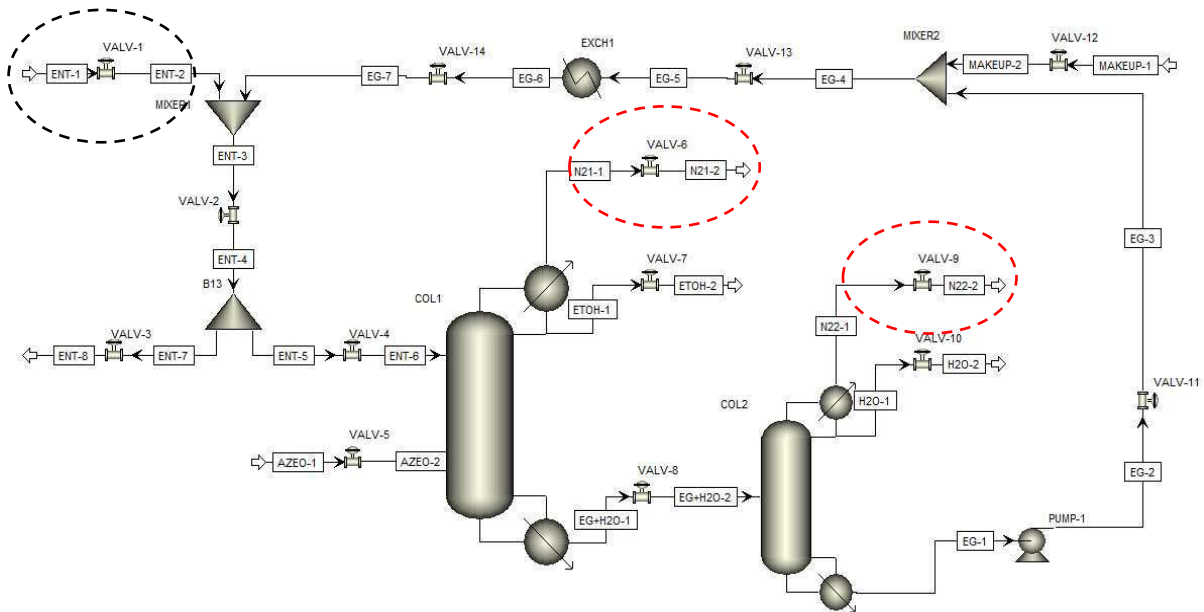 VALV-1
ENT-1
ENT-2
MIXER1
EG-7
VALV-14
EG-6
EXCH1
EG-5
VALV-13
EG-4
MIXER2
MAKEUP-2
VALV-12
MAKEUP-1
ENT-3
VALV-2
ENT-4
B13
VALV-3
ENT-8
ENT-7
ENT-5
VALV-4
ENT-6
COL1
VALV-5
AZEO-1
AZEO-2
N21-1
VALV-6
N21-2
VALV-7
ETOH-1
ETOH-2
VALV-8
EG+H2O-1
EG+H2O-2
COL2
N22-1
VALV-9
N22-2
VALV-10
H2O-1
H2O-2
EG-1
PUMP-1
EG-2
VALV-11
EG-3